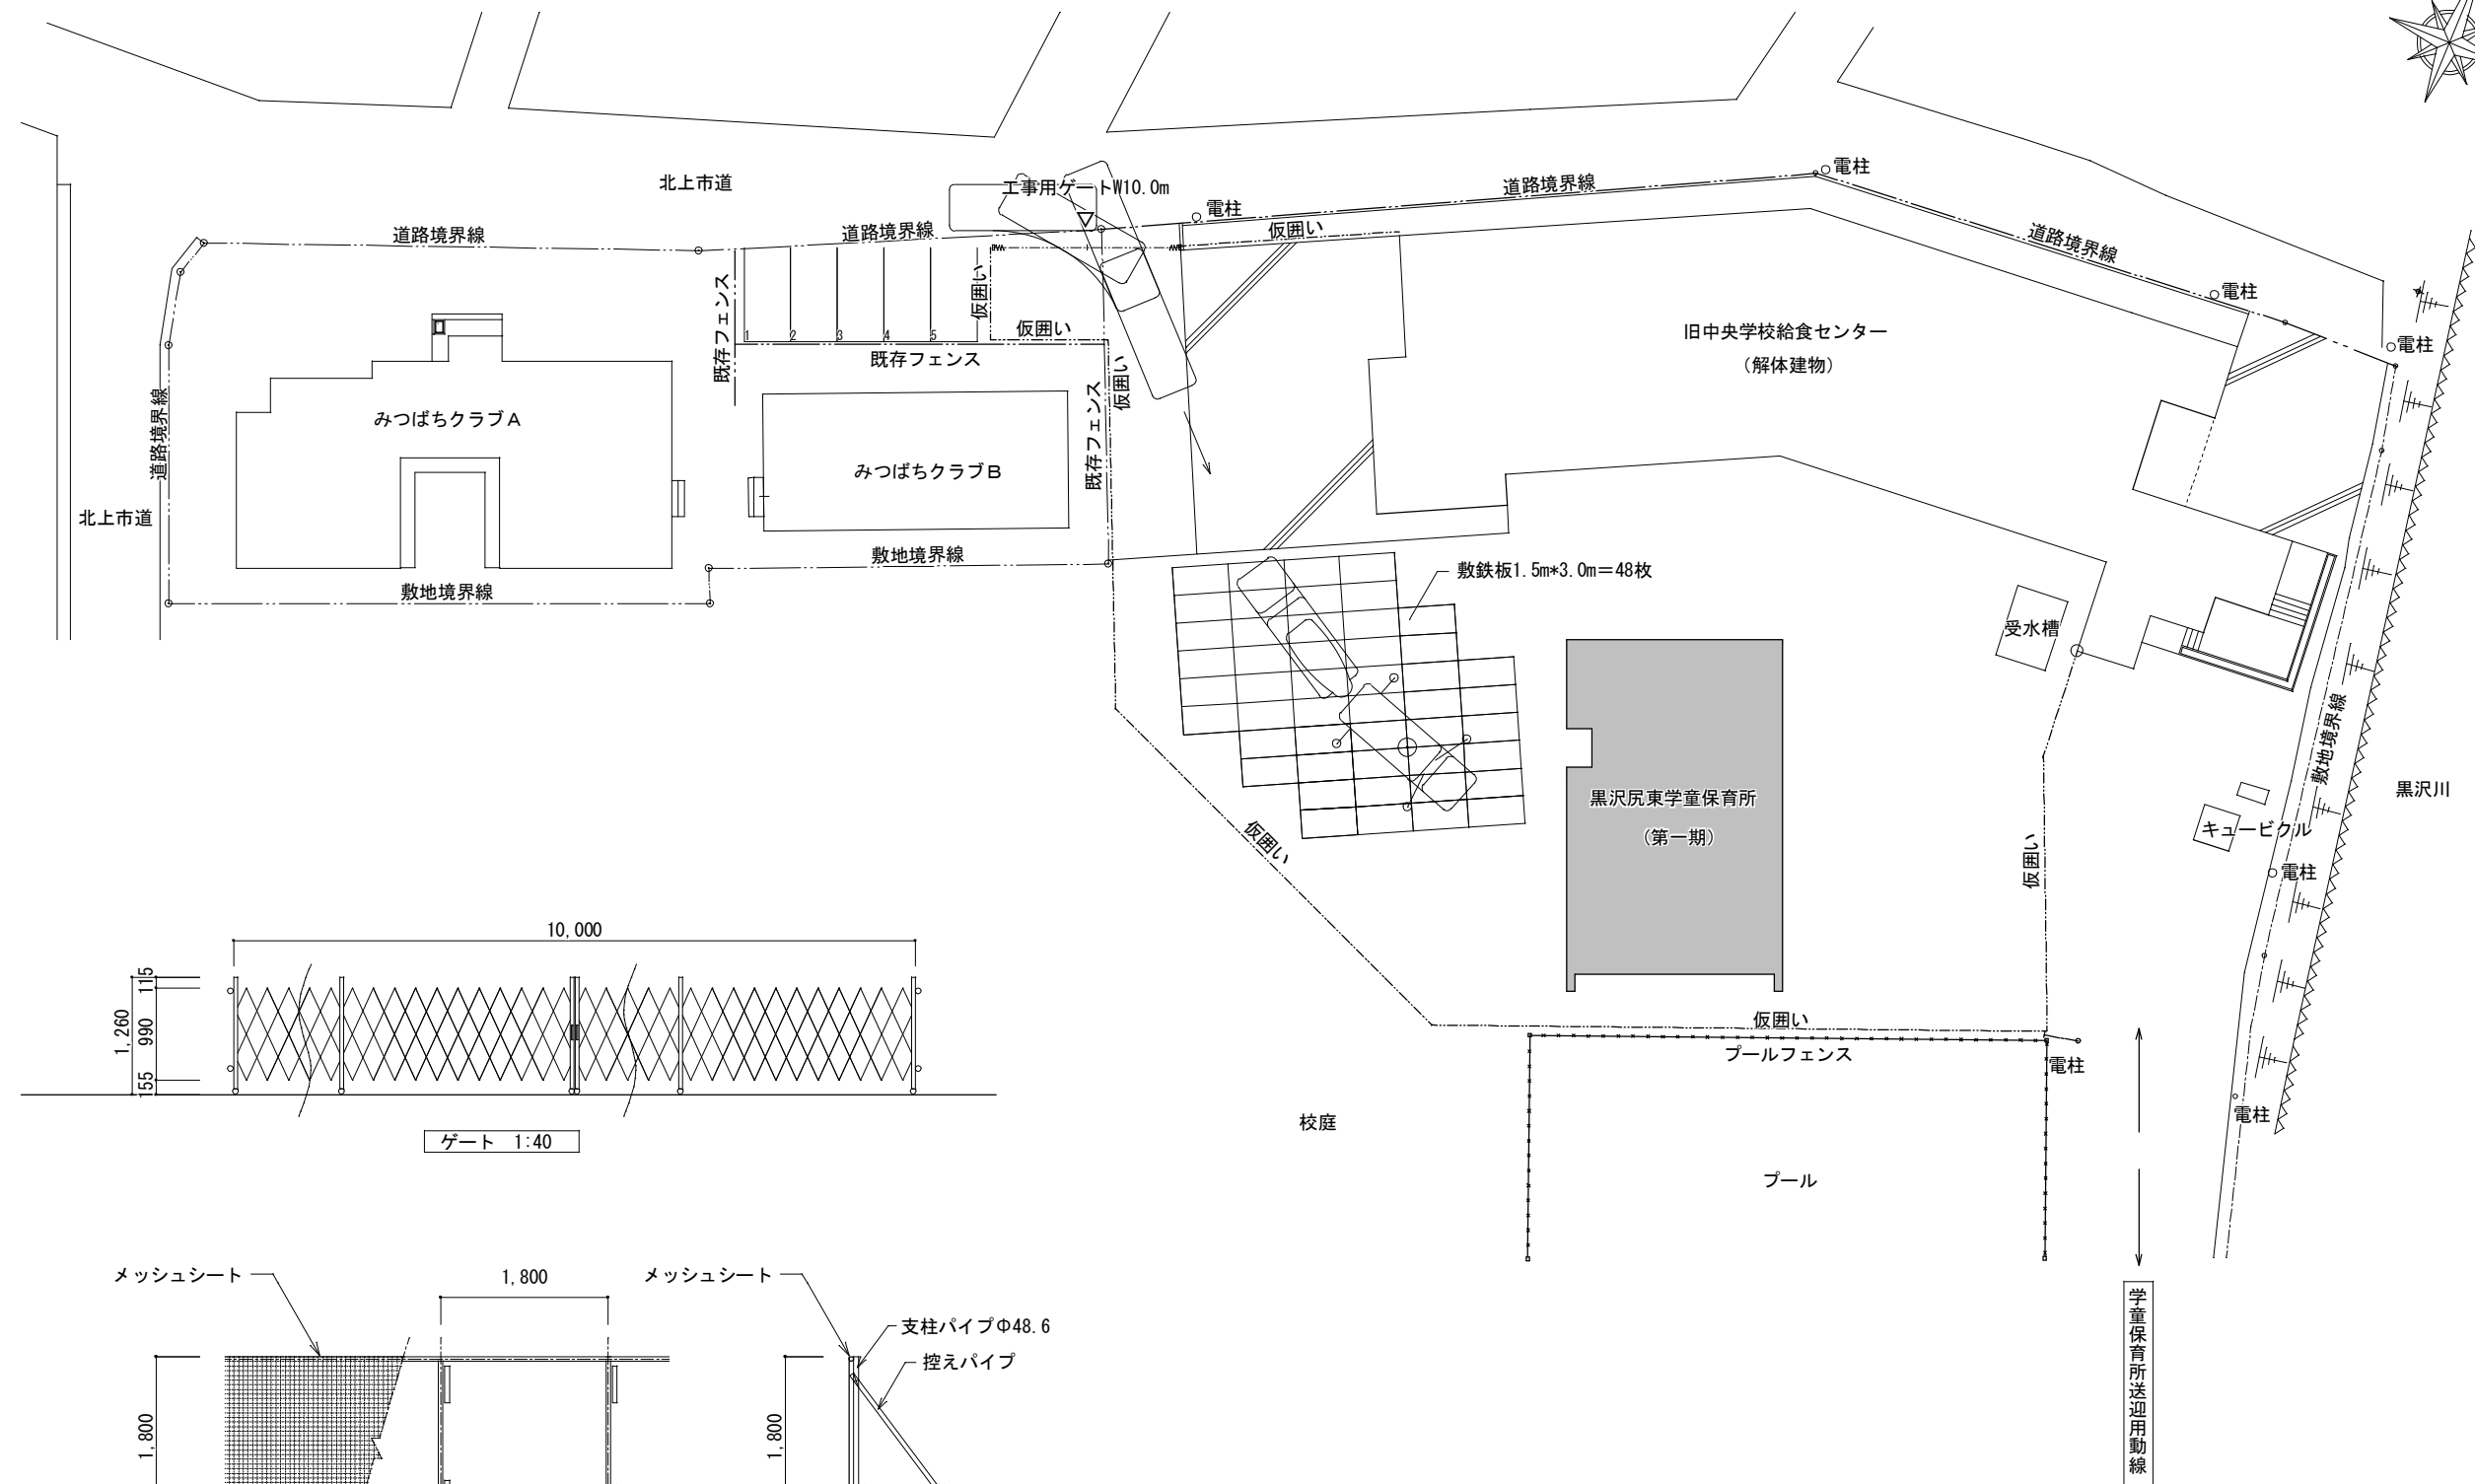 北上市道
工事用ゲートW10.0m
電柱
道路境界線
電柱
道路境界線
道路境界線
仮囲い
道路境界線
電柱
電柱
既存フェンス
仮囲い
1
2
3
4
5
仮囲い
既存フェンス
旧中央学校給食センター
(解体建物)
道路境界線
みつばちクラブA
既存フェンス
仮囲い
みつばちクラブB
北上市道
敷地境界線
敷地境界線
敷鉄板1.5m*3.0m=48枚
受水槽
敷地境界線
黒沢川
黒沢尻東学童保育所
(第一期)
仮囲い
仮囲い
キュービクル
電柱
10,000
115
990
155
1,260
ゲート 1:40
仮囲い
プールフェンス
電柱
電柱
校庭
プール
メッシュシート
1,800
メッシュシート
支柱パイプΦ48.6
控えパイプ
1,800
1,800
学童保育所送迎用動線